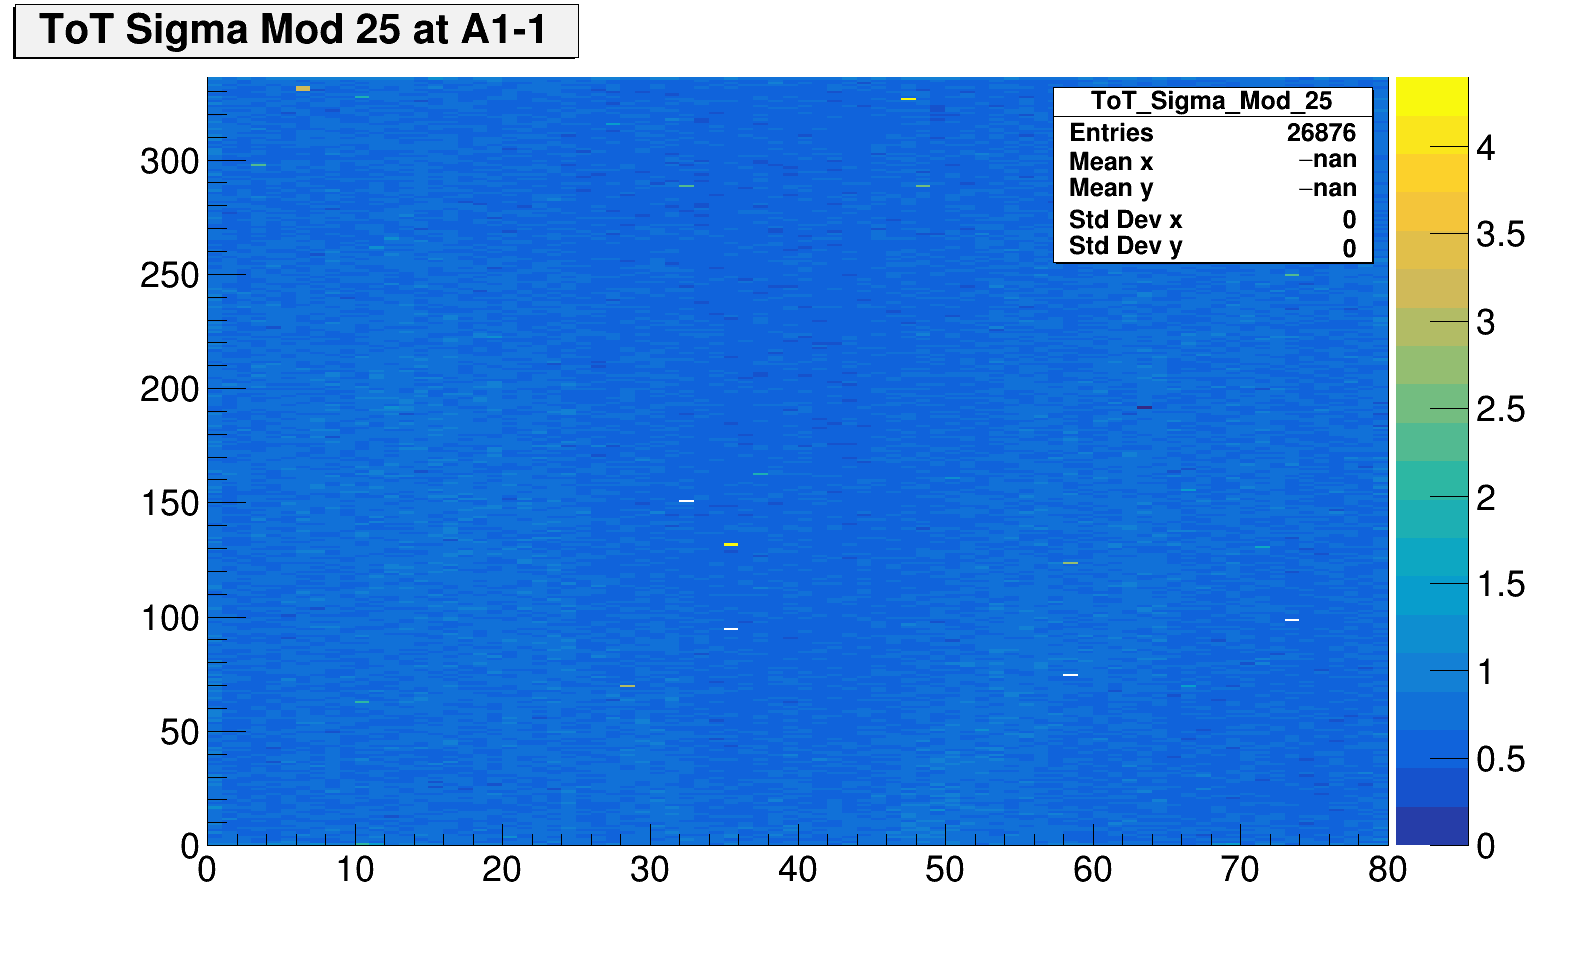 ToT Sigma Mod 25 at A1-1
ToT_Sigma_Mod_25
Entries 26876
Mean x −nan
Mean y −nan
Std Dev x 0
Std Dev y 0
300
250
200
150
100
50
0
0 10 20 30 40 50 60 70 80
4
3.5
3
2.5
2
1.5
1
0.5
0